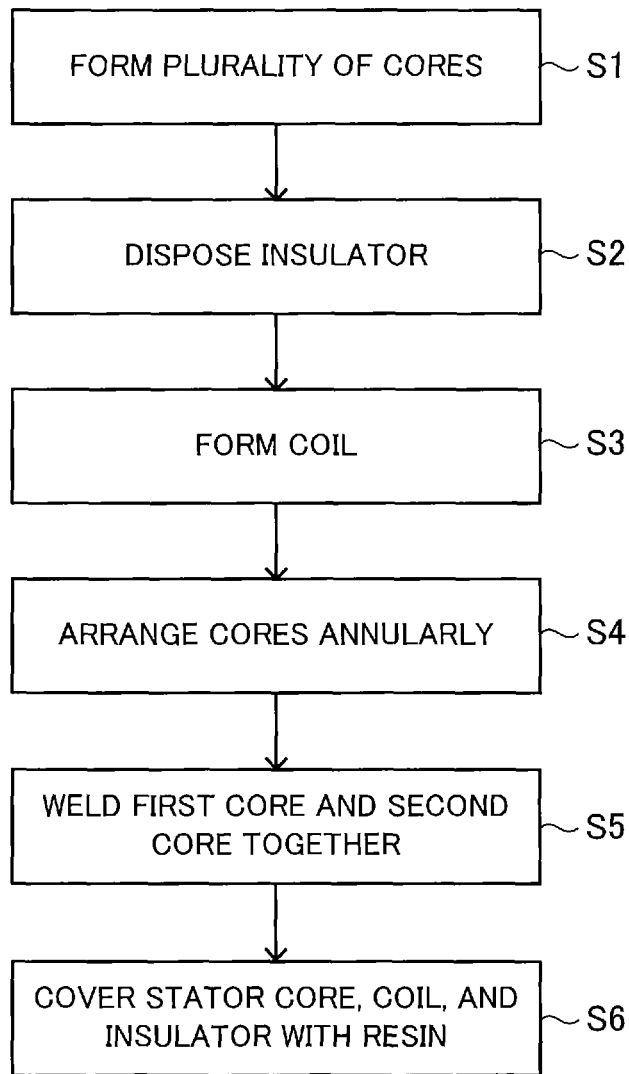 FORM PLURALITY OF CORES
S1
DISPOSE INSULATOR
S2
FORM COIL
S3
ARRANGE CORES ANNULARLY
S4
WELD FIRST CORE AND SECOND
CORE TOGETHER
S5
COVER STATOR CORE, COIL, AND
INSULATOR WITH RESIN
S6